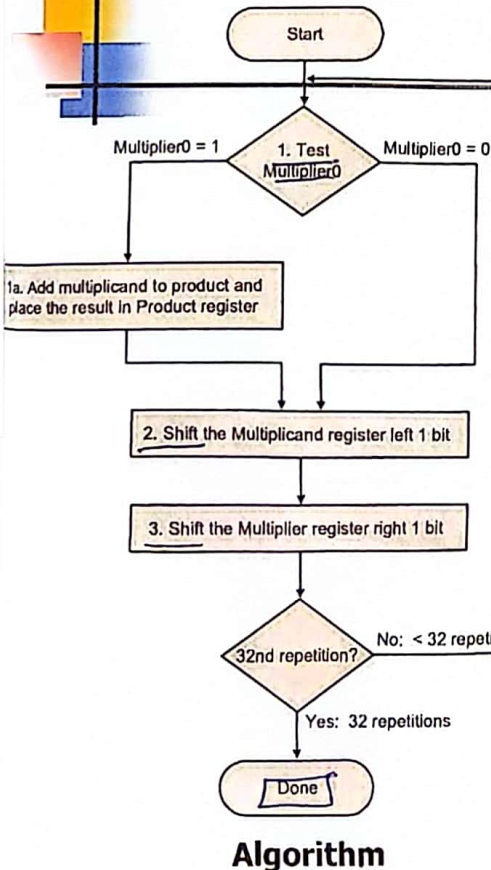 Start
Multiplier0 = 1
1. Test
Multiplier0
Multiplier0 = 0
1a. Add multiplicand to product and
place the result in Product register
2. Shift the Multiplicand register left 1 bit
3. Shift the Multiplier register right 1 bit
32nd repetition?
No: < 32 repeti
Yes: 32 repetitions
Done
Algorithm